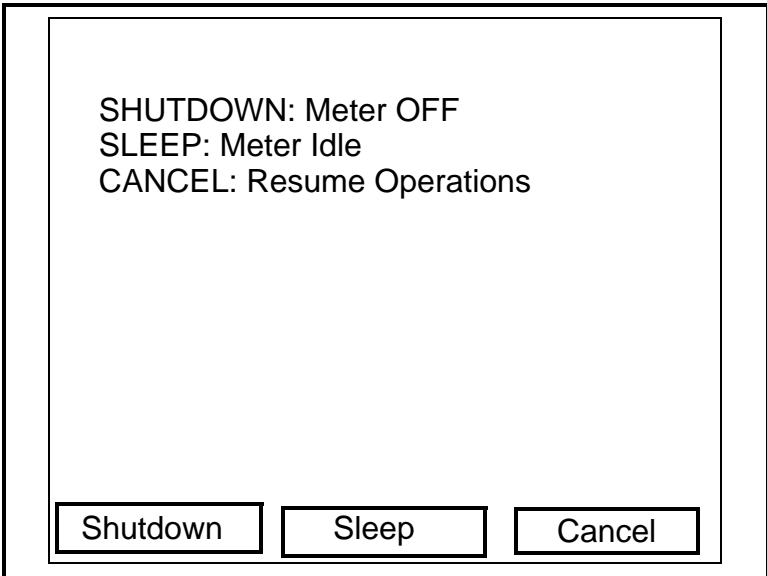 SHUTDOWN: Meter OFF
SLEEP: Meter Idle
CANCEL: Resume Operations
Shutdown Sleep Cancel